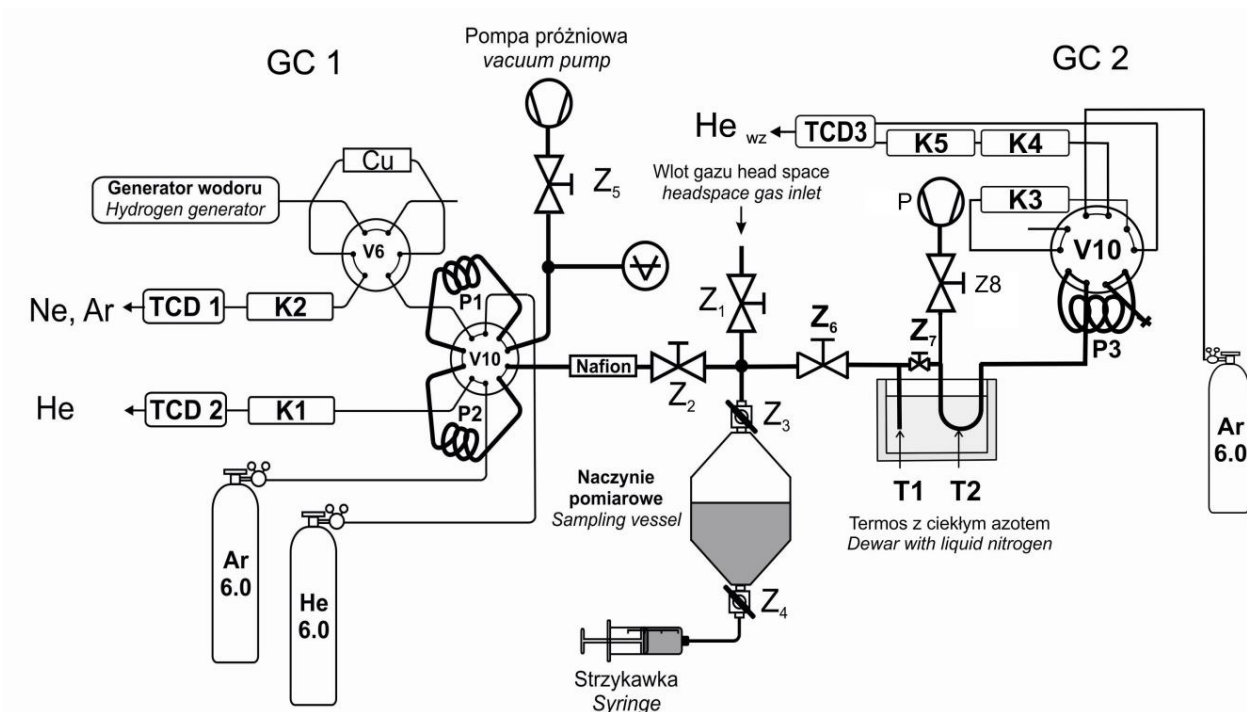 GC 1
Pompa próżniowa
vacuum pump
GC 2
Cu
Generator wodoru
Hydrogen generator
V6
Z5
He wz
TCD3
K5
K4
Wlot gazu head space
headspace gas inlet
K3
P
V10
Ne, Ar
TCD 1
K2
P1
Z1
Z8
Z6
Z7
P3
V10
Nafion
Z2
He
TCD 2
K1
P2
Z3
Ar
6.0
Naczynie
pomiarowe
Sampling vessel
T1
T2
Termos z ciekłym azotem
Dewar with liquid nitrogen
Ar
6.0
He
6.0
Z4
Strzykawka
Syringe